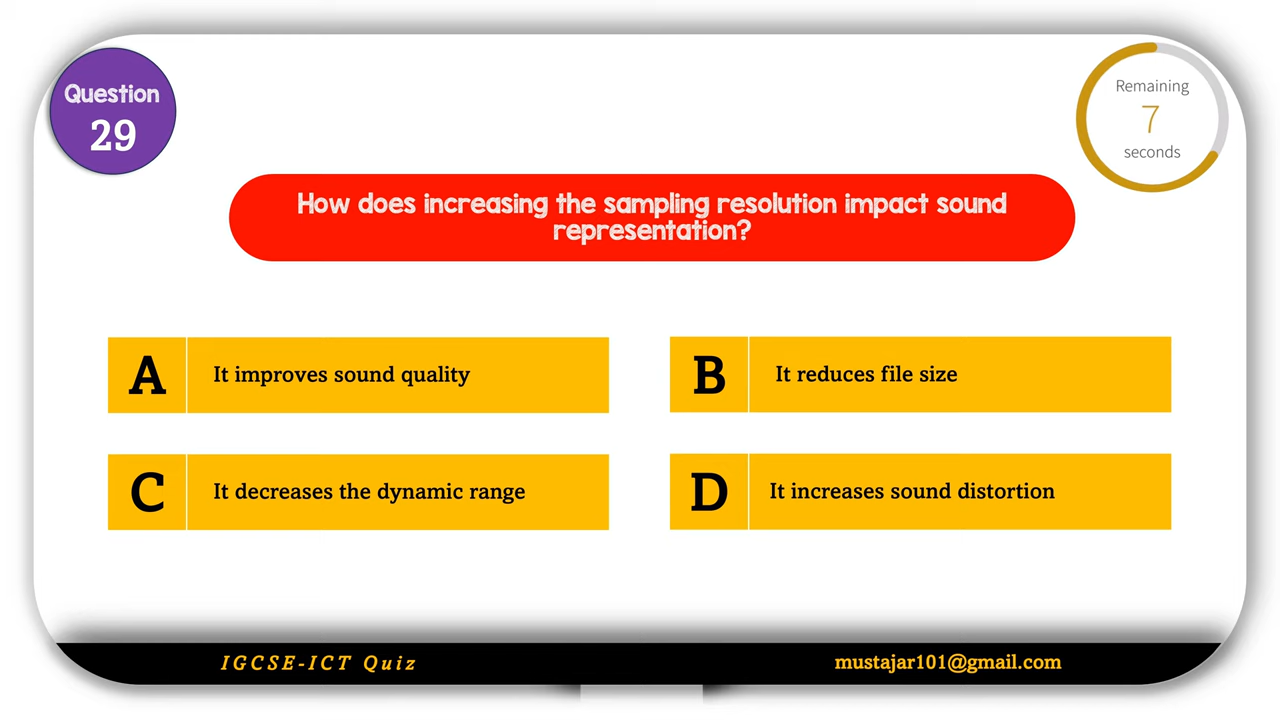 Question
29
Remaining
7
seconds
How does increasing the sampling resolution impact sound
representation?
A
It improves sound quality
B
It reduces file size
C
It decreases the dynamic range
D
It increases sound distortion
IGCSE-ICT Quiz
mustajar101@gmail.com